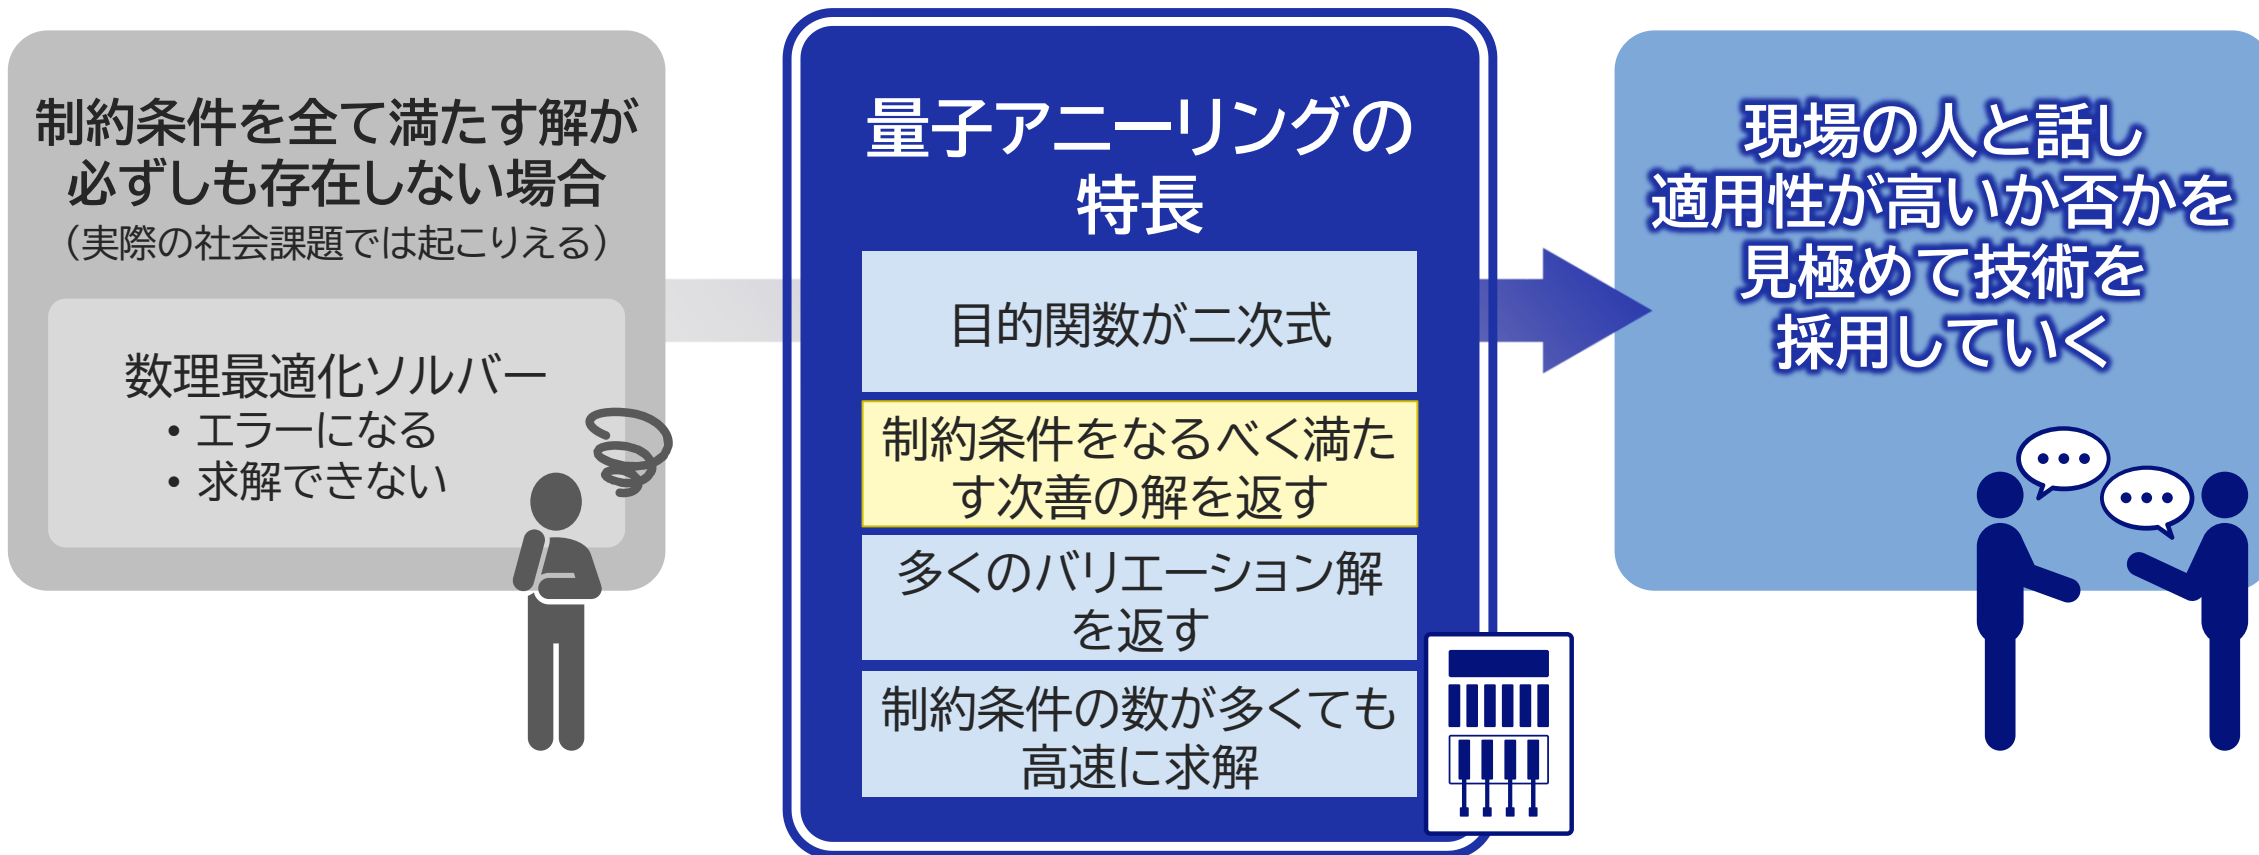 制約条件を全て満たす解が
必ずしも存在しない場合
（実際の社会課題では起こりえる）
数理最適化ソルバー
・エラーになる
・求解できない
量子アニーリングの
特長
目的関数が二次式
制約条件をなるべく満た
す次善の解を返す
多くのバリエーション解
を返す
制約条件の数が多くても
高速に求解
現場の人と話し
適用性が高いか否かを
見極めて技術を
採用していく